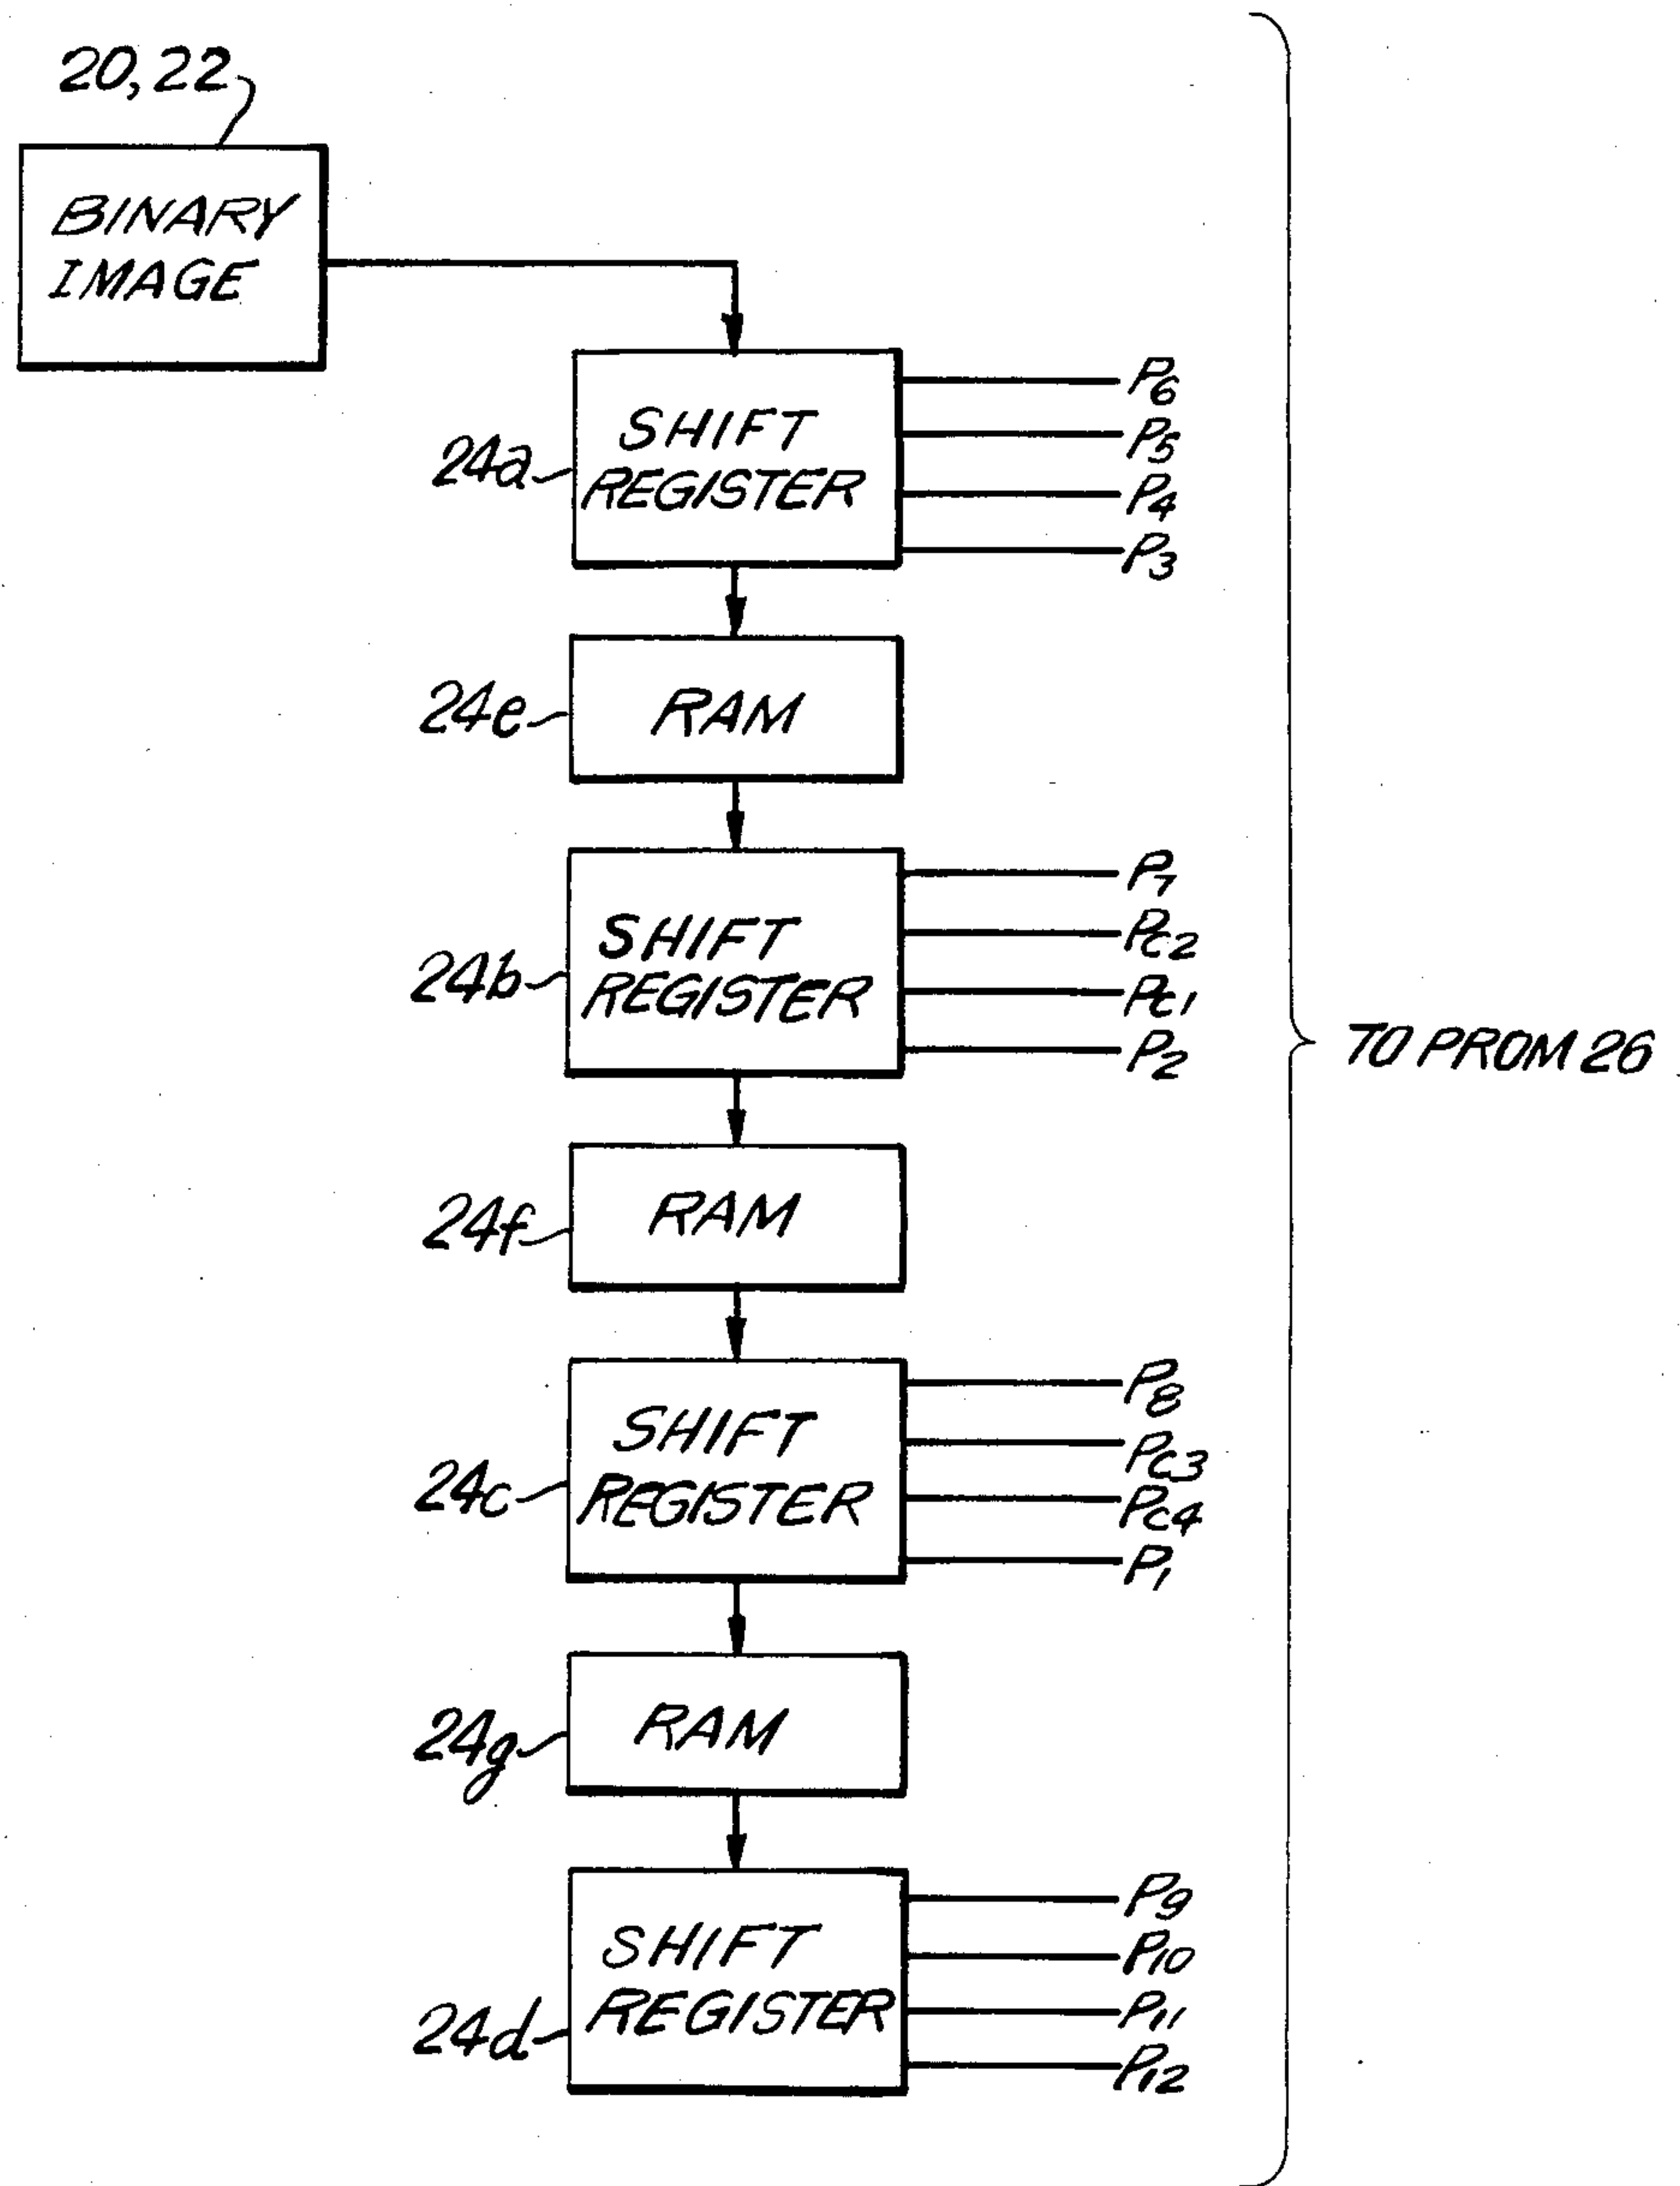 20, 22
BINARY
IMAGE
SHIFT
REGISTER
24a
P6
P5
P4
P3
RAM
24e
SHIFT
REGISTER
24b
P7
PC2
PC1
P2
TO PROM 26
RAM
24f
SHIFT
REGISTER
24c
P8
PC3
PC4
P1
RAM
24g
SHIFT
REGISTER
24d
P9
P10
P11
P12